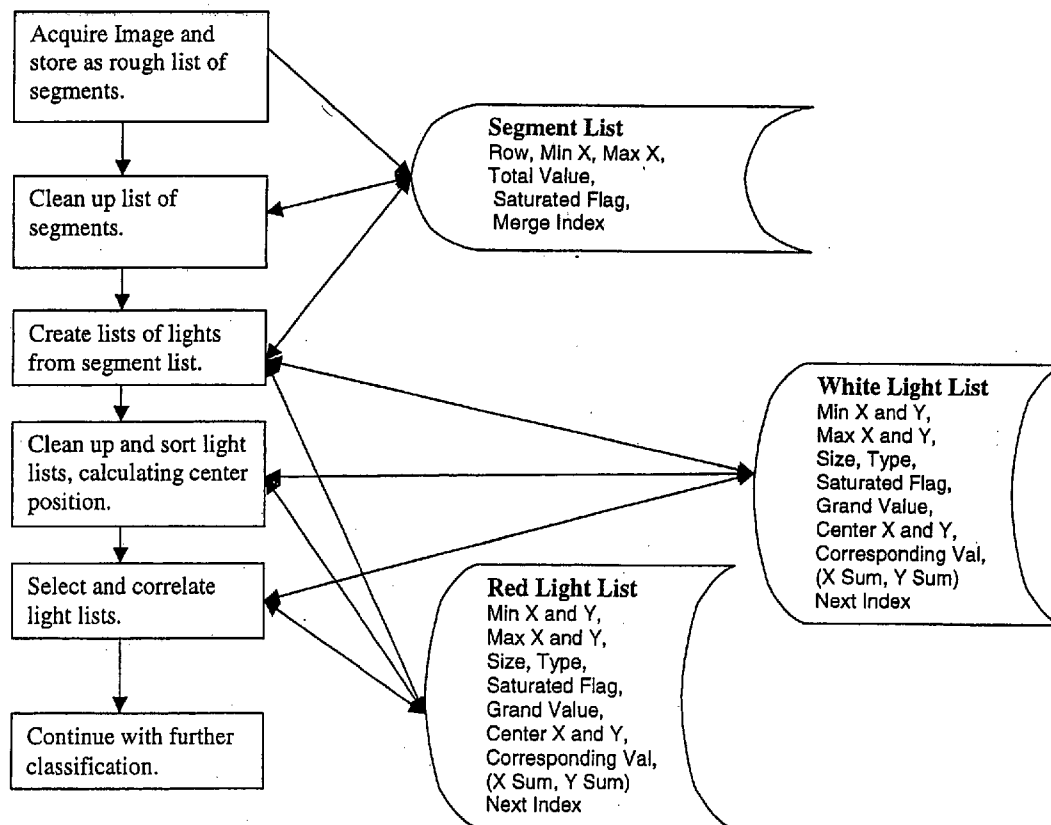 Acquire Image and
store as rough list of
segments.
Clean up list of
segments.
Create lists of lights
from segment list.
Clean up and sort light
lists, calculating center
position.
Select and correlate
light lists.
Continue with further
classification.
Segment List
Row, Min X, Max X,
Total Value,
Saturated Flag,
Merge Index
White Light List
Min X and Y,
Max X and Y,
Size, Type,
Saturated Flag,
Grand Value,
Center X and Y,
Corresponding Val,
(X Sum, Y Sum)
Next Index
Red Light List
Min X and Y,
Max X and Y,
Size, Type,
Saturated Flag,
Grand Value,
Center X and Y,
Corresponding Val,
(X Sum, Y Sum)
Next Index